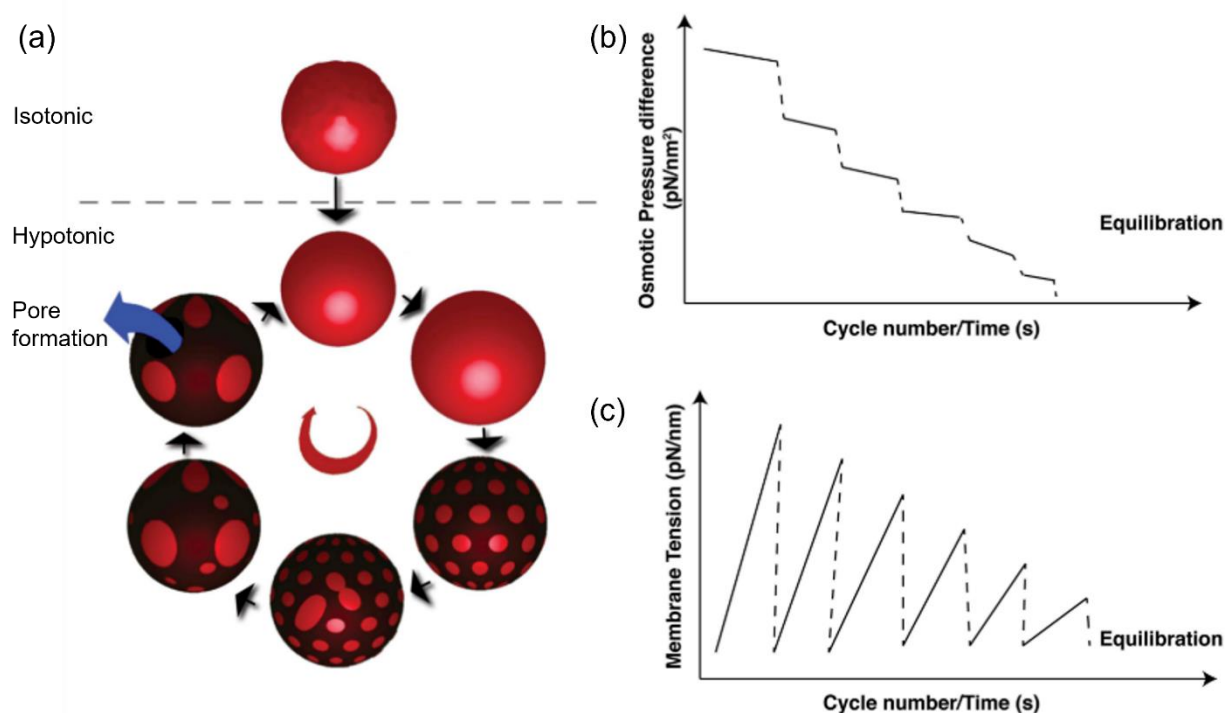 (a)
Isotonic
Hypotonic
Pore
formation
(b)
Osmotic Pressure difference
(pN/nm²)
Equilibration
Cycle number/Time (s)
(c)
Membrane Tension (pN/nm)
Equilibration
Cycle number/Time (s)